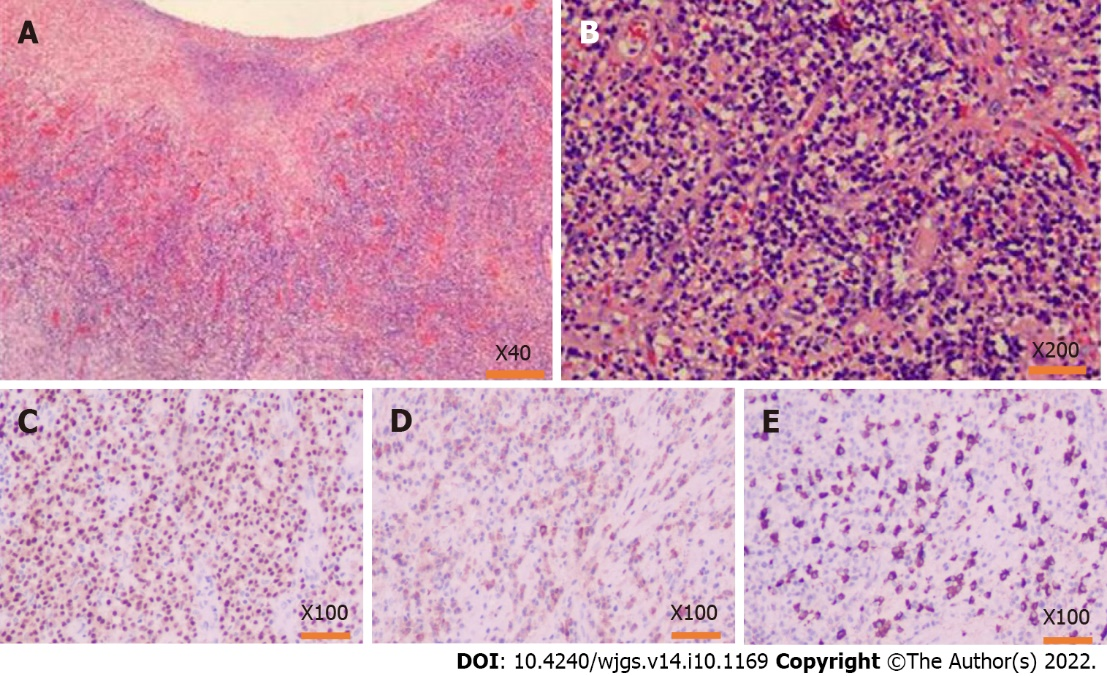 A
B
X40
X200
C
D
E
X100
X100
X100
DOI: 10.4240/wjgs.v14.i10.1169 Copyright ©The Author(s) 2022.